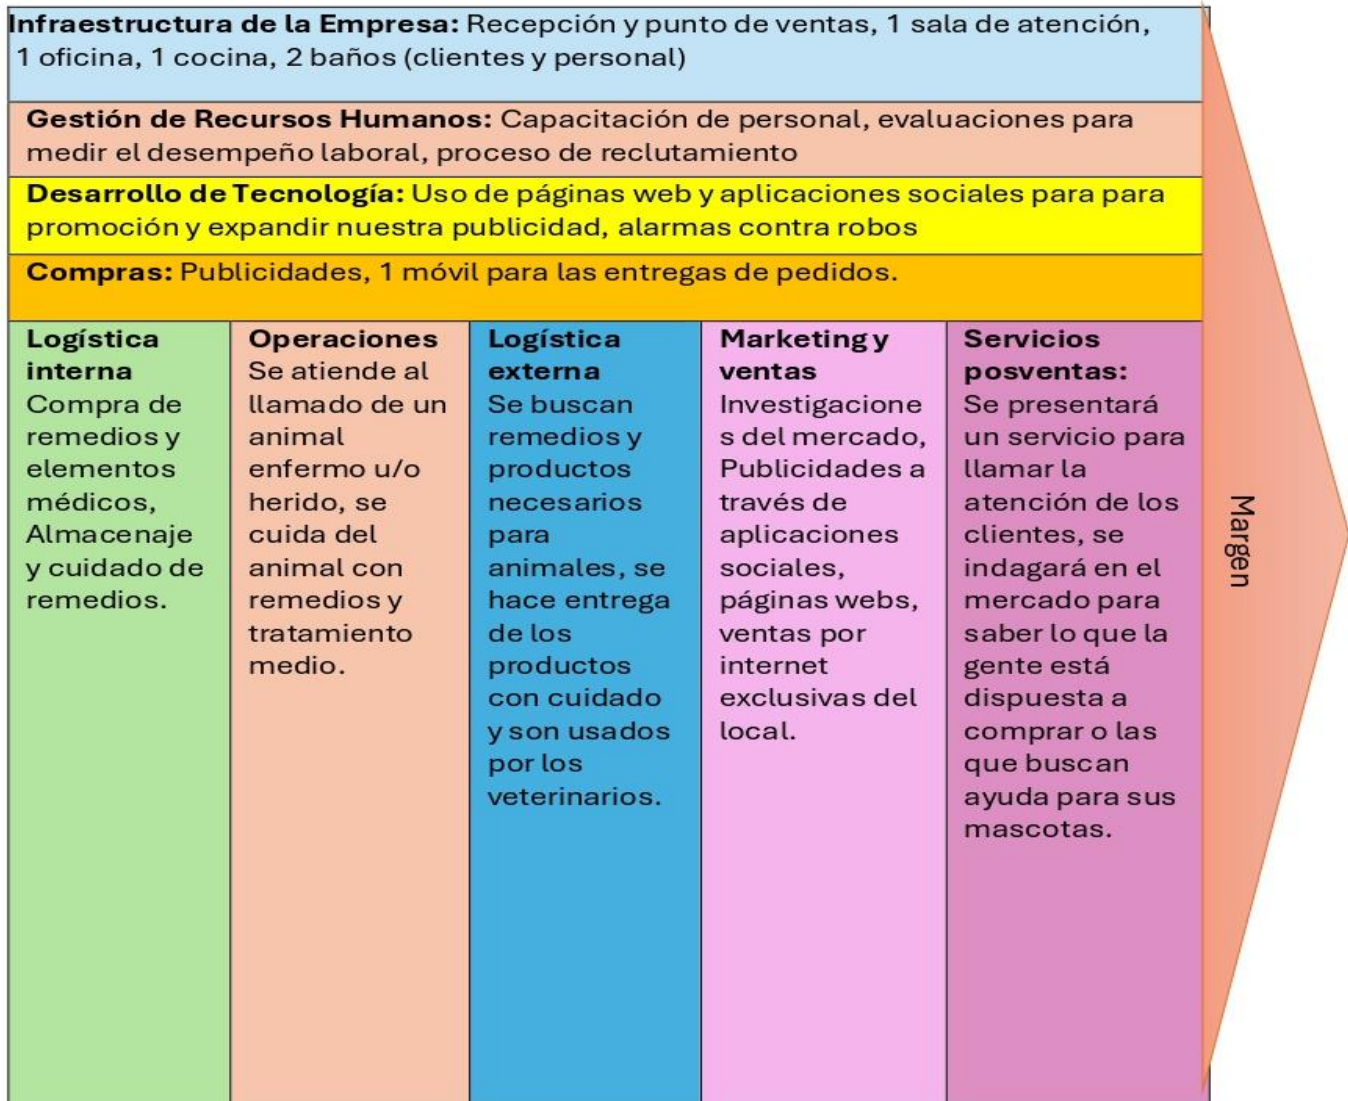 Infraestructura de la Empresa: Recepción y punto de ventas, 1 sala de atención,
1 oficina, 1 cocina, 2 baños (clientes y personal)
Gestión de Recursos Humanos: Capacitación de personal, evaluaciones para
medir el desempeño laboral, proceso de reclutamiento
Desarrollo de Tecnología: Uso de páginas web y aplicaciones sociales para para
promoción y expandir nuestra publicidad, alarmas contra robos
Compras: Publicidades, 1 móvil para las entregas de pedidos.
Logística
interna
Compra de
remedios y
elementos
médicos,
Almacenaje
y cuidado de
remedios.
Operaciones
Se atiende al
llamado de un
animal
enfermo u/o
herido, se
cuida del
animal con
remedios y
tratamiento
medio.
Logística
externa
Se buscan
remedios y
productos
necesarios
para
animales, se
hace entrega
de los
productos
con cuidado
y son usados
por los
veterinarios.
Marketing y
ventas
Investigacione
s del mercado,
Publicidades a
través de
aplicaciones
sociales,
páginas webs,
ventas por
internet
exclusivas del
local.
Servicios
posventas:
Se presentará
un servicio para
llamar la
atención de los
clientes, se
indagará en el
mercado para
saber lo que la
gente está
dispuesta a
comprar o las
que buscan
ayuda para sus
mascotas.
Margen